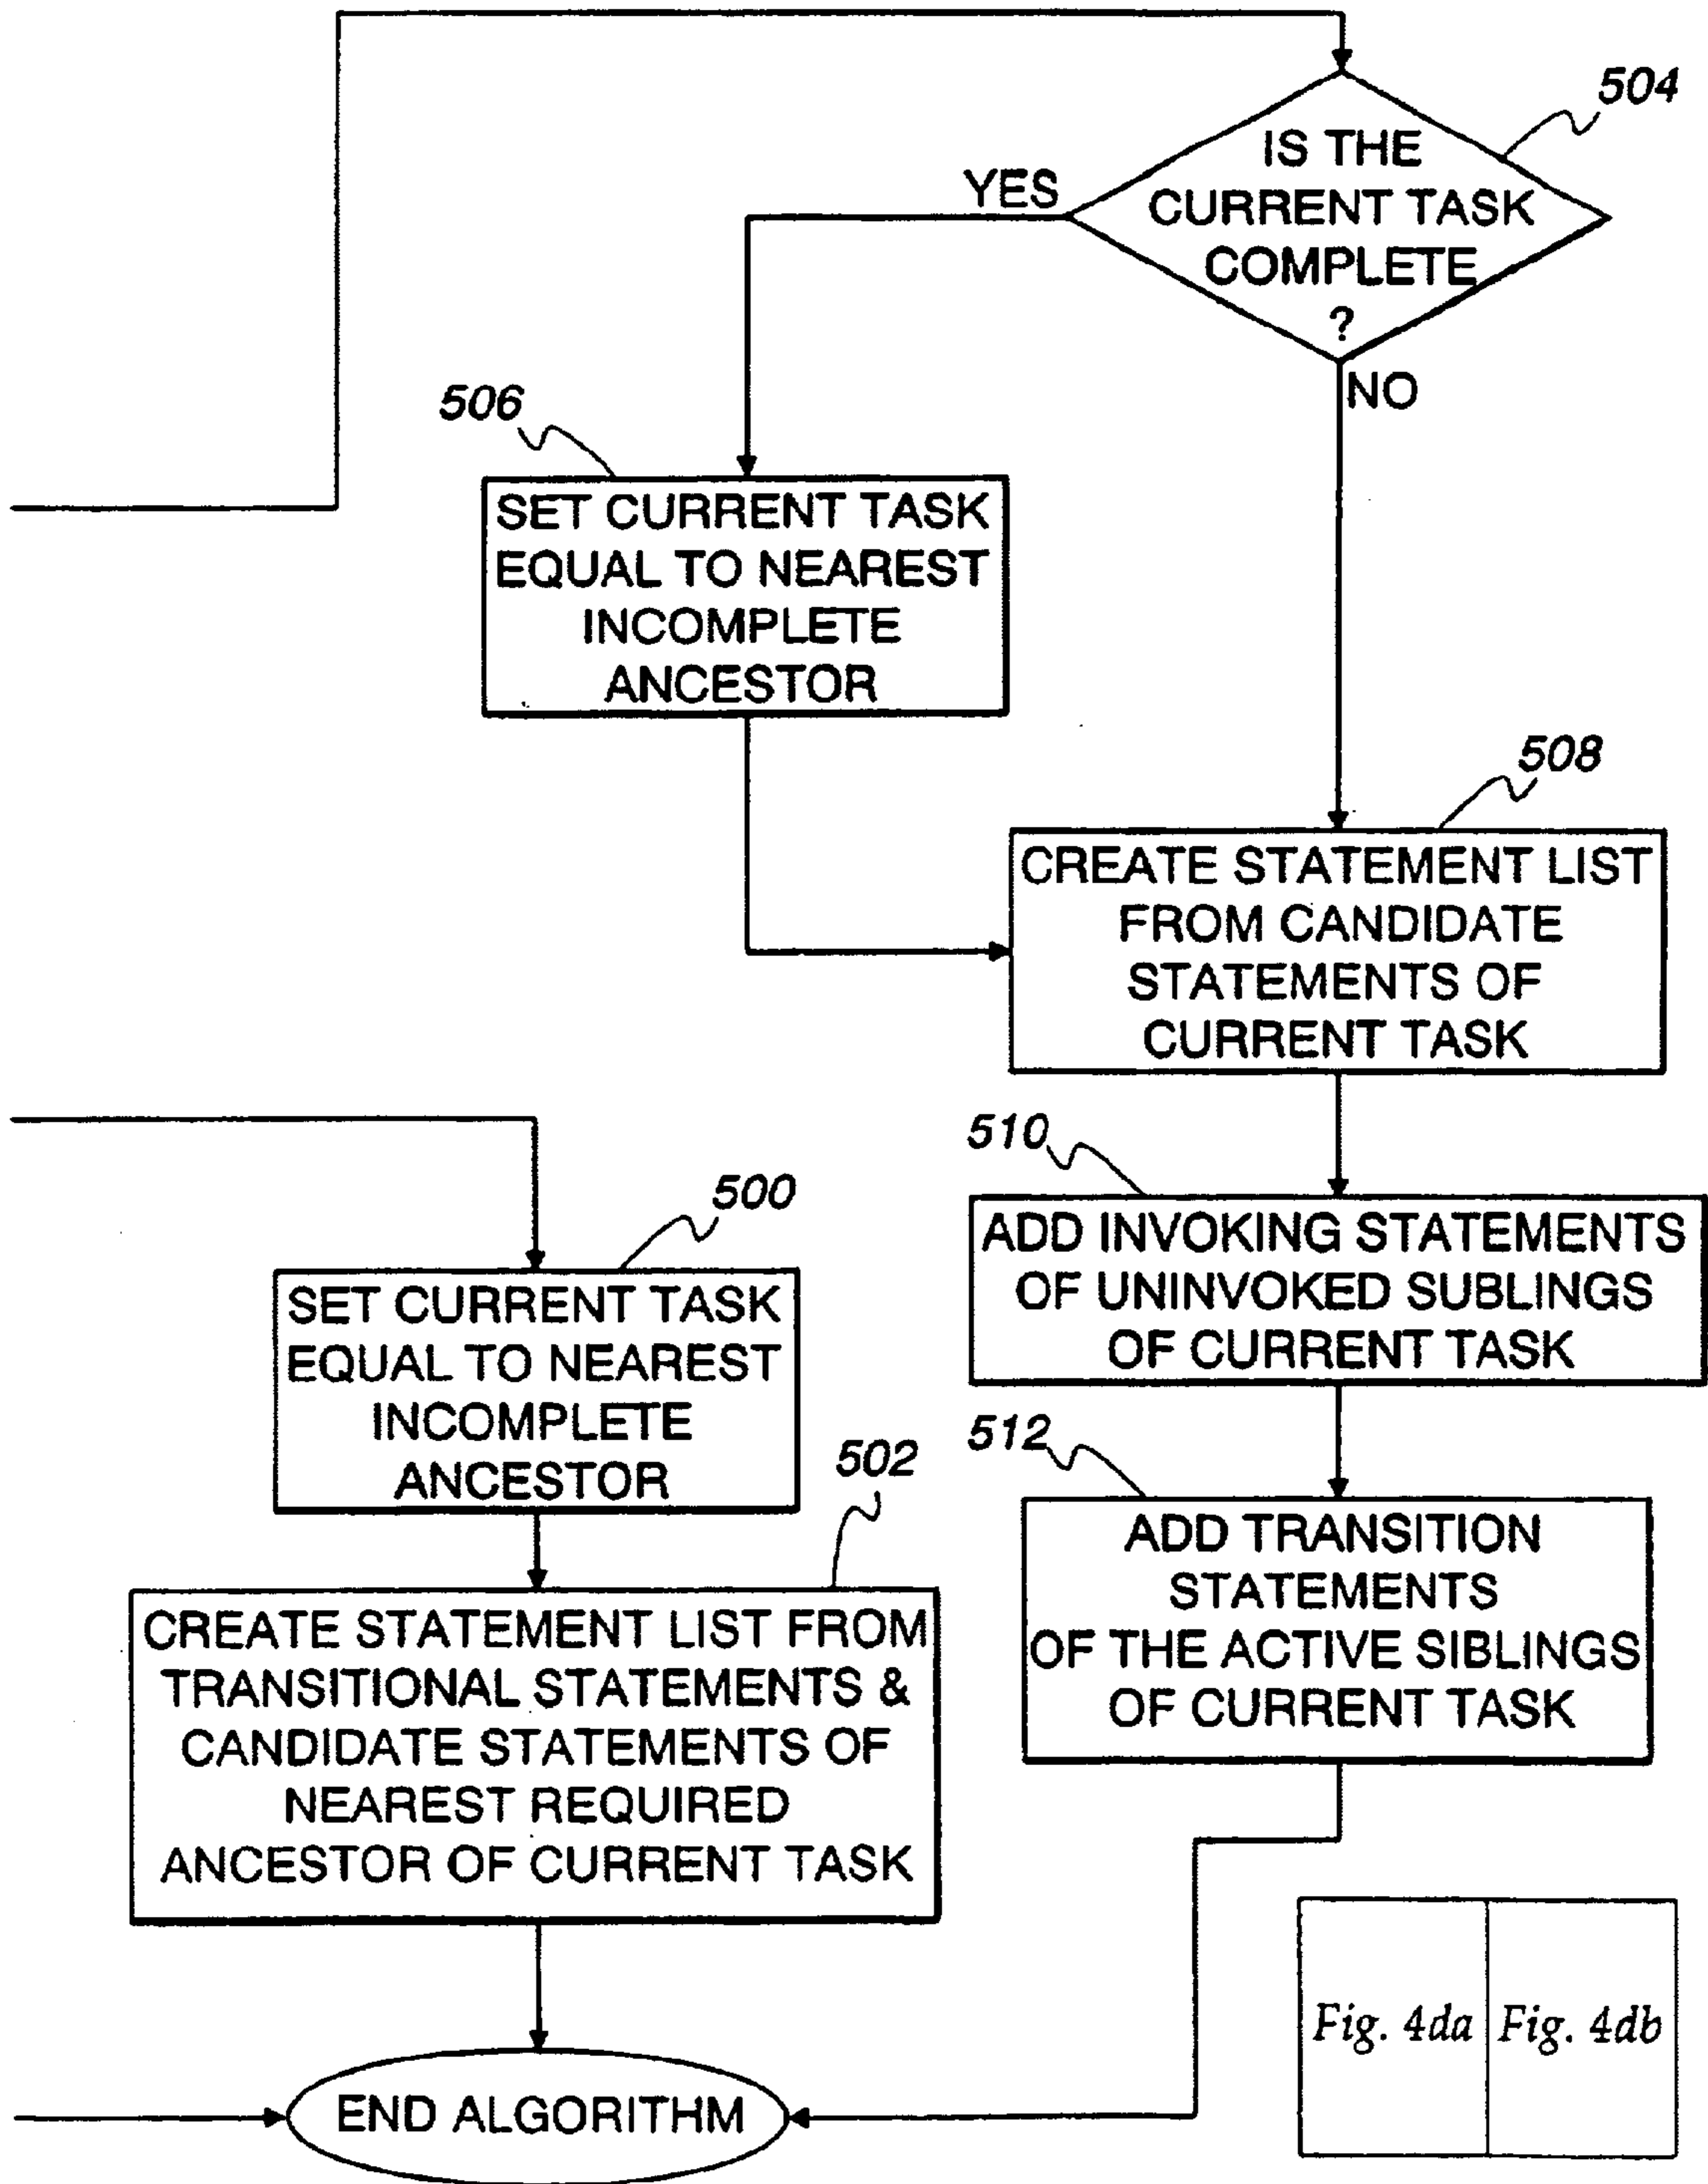 504
IS THE
CURRENT TASK
COMPLETE
?
YES
NO
506
SET CURRENT TASK
EQUAL TO NEAREST
INCOMPLETE
ANCESTOR
508
CREATE STATEMENT LIST
FROM CANDIDATE
STATEMENTS OF
CURRENT TASK
510
ADD INVOKING STATEMENTS
OF UNINVOKED SUBLINGS
OF CURRENT TASK
500
SET CURRENT TASK
EQUAL TO NEAREST
INCOMPLETE
ANCESTOR
512
ADD TRANSITION
STATEMENTS
OF THE ACTIVE SIBLINGS
OF CURRENT TASK
502
CREATE STATEMENT LIST FROM
TRANSITIONAL STATEMENTS &
CANDIDATE STATEMENTS OF
NEAREST REQUIRED
ANCESTOR OF CURRENT TASK
END ALGORITHM
Fig. 4da
Fig. 4db